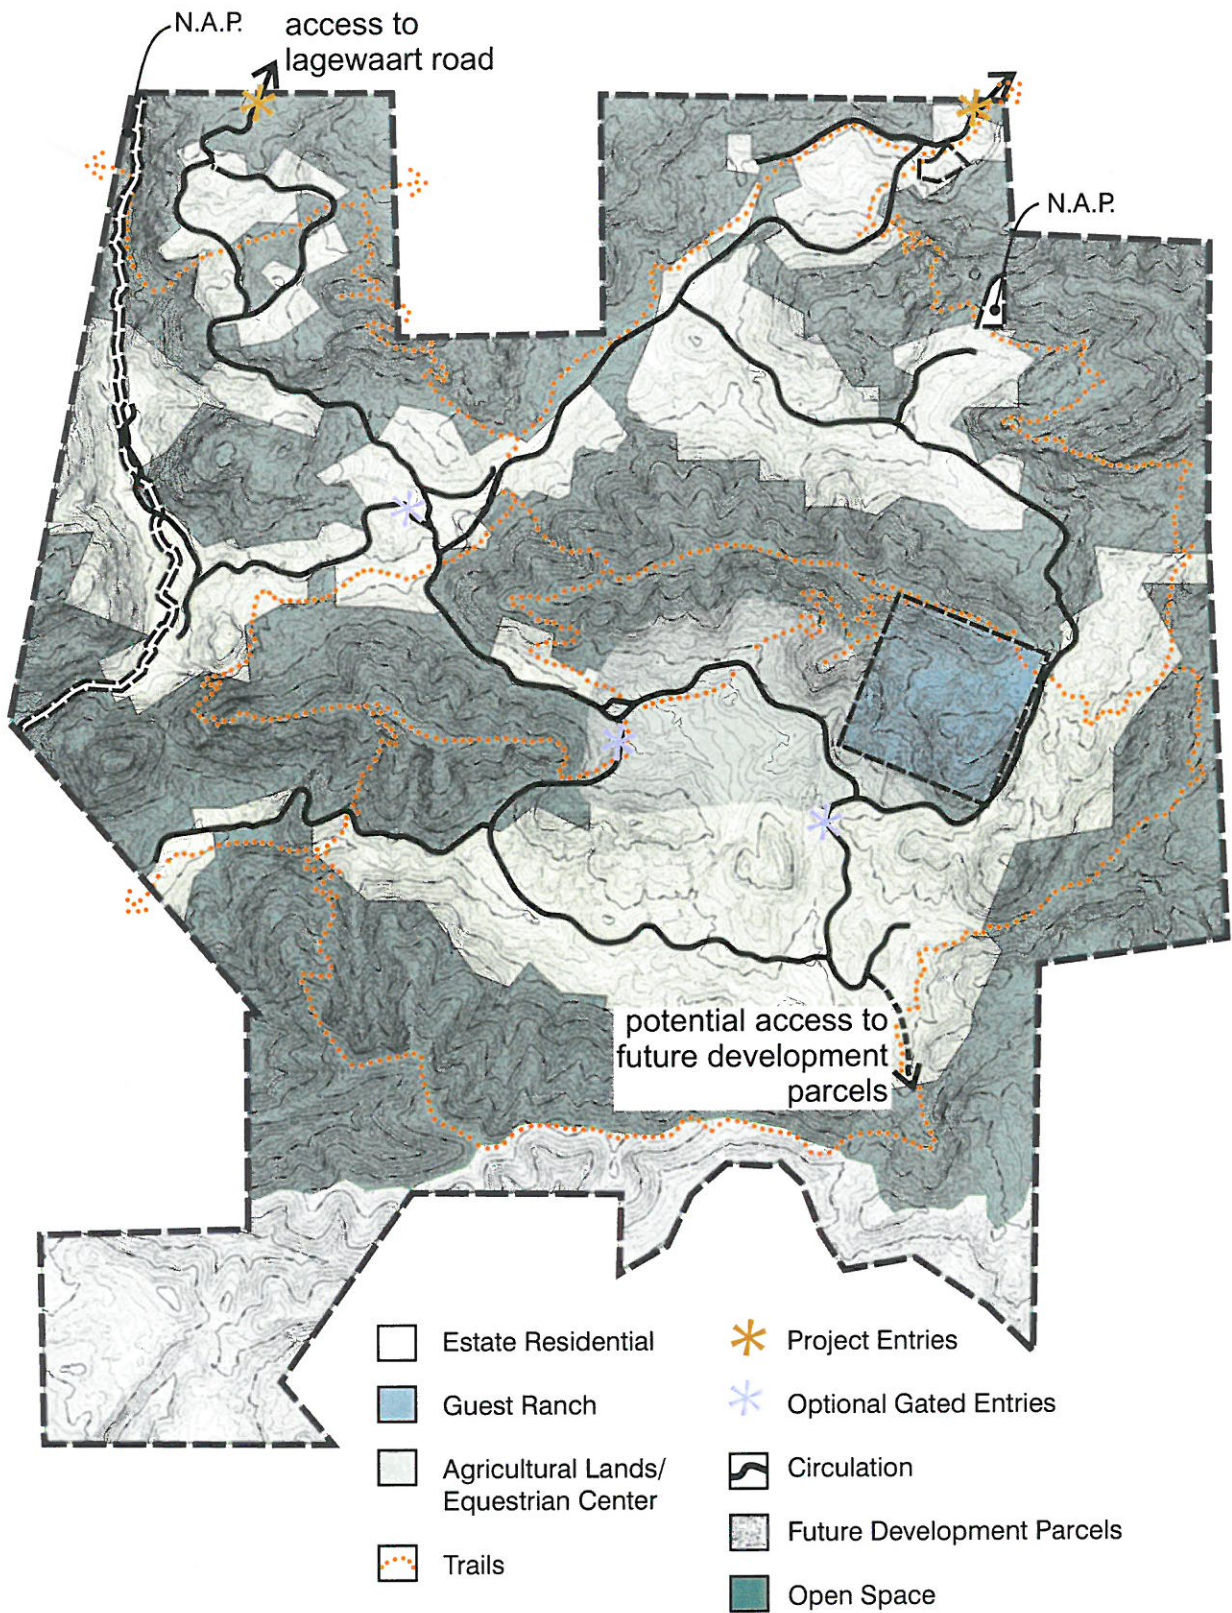 N.A.P.
access to
lagewaart road
N.A.P.
potential access to
future development
parcels
Estate Residential
Guest Ranch
Agricultural Lands/
Equestrian Center
Trails
Project Entries
Optional Gated Entries
Circulation
Future Development Parcels
Open Space